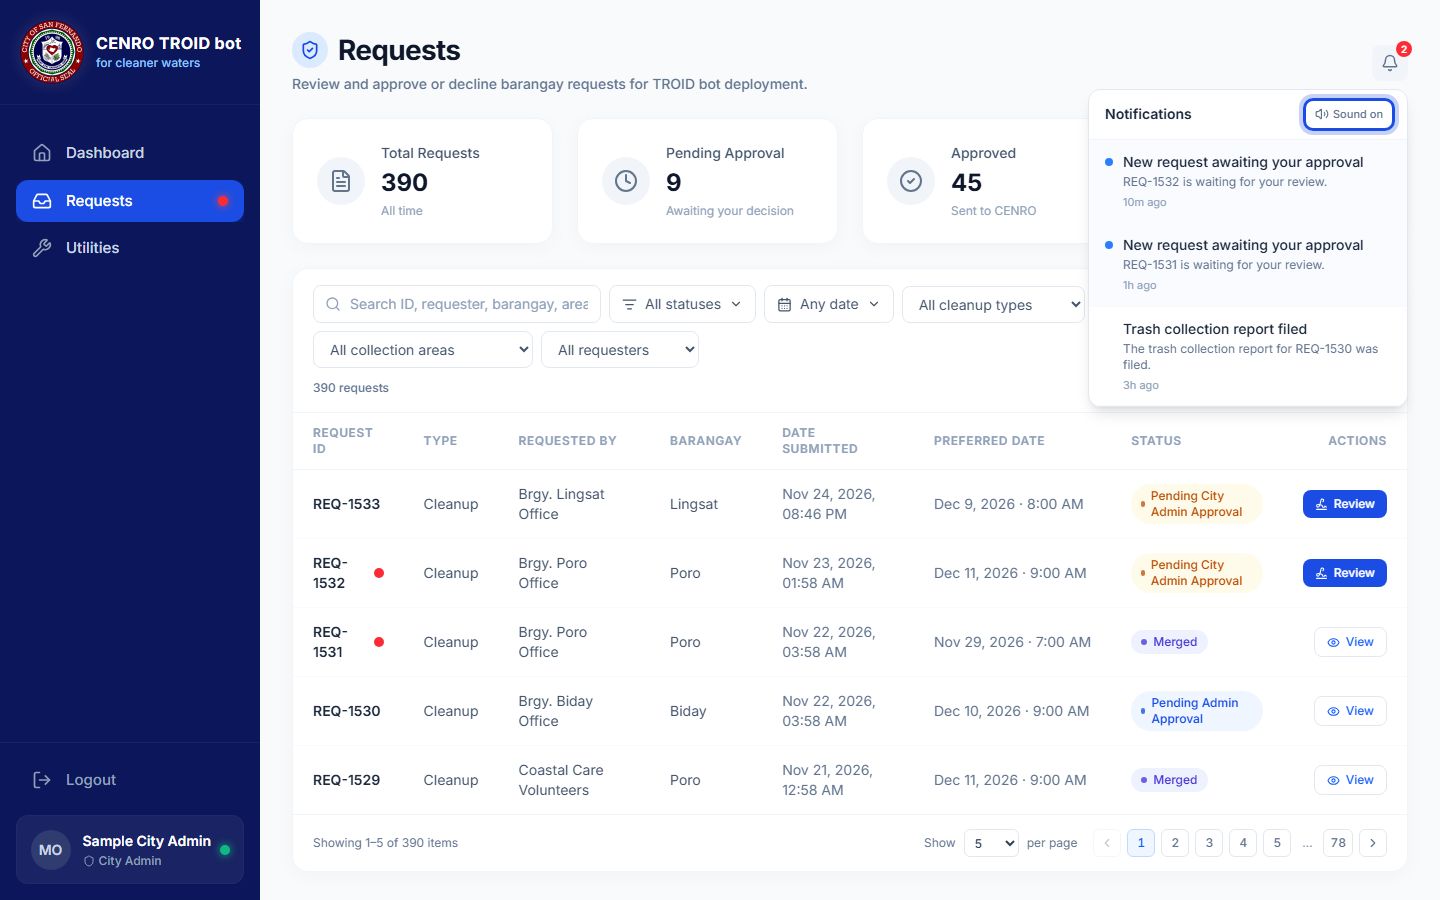 CITY OF SAN FERNANDO
OFFICIAL SEAL
CENRO TROID bot
for cleaner waters
Dashboard
Requests
Utilities
Logout
MO
Sample City Admin
City Admin
Requests
Review and approve or decline barangay requests for TROID bot deployment.
2
Total Requests
390
All time
Pending Approval
9
Awaiting your decision
Approved
45
Sent to CENRO
Notifications
Sound on
New request awaiting your approval
REQ-1532 is waiting for your review.
10m ago
New request awaiting your approval
REQ-1531 is waiting for your review.
1h ago
Trash collection report filed
The trash collection report for REQ-1530 was
filed.
3h ago
Search ID, requester, barangay, area
All statuses
Any date
All cleanup types
All collection areas
All requesters
390 requests
REQUEST ID TYPE REQUESTED BY BARANGAY DATE SUBMITTED PREFERRED DATE STATUS ACTIONS
REQ-1533 Cleanup Brgy. Lingsat Office Lingsat Nov 24, 2026, 08:46 PM Dec 9, 2026 · 8:00 AM Pending City Admin Approval Review
REQ-1532 Cleanup Brgy. Poro Office Poro Nov 23, 2026, 01:58 AM Dec 11, 2026 · 9:00 AM Pending City Admin Approval Review
REQ-1531 Cleanup Brgy. Poro Office Poro Nov 22, 2026, 03:58 AM Nov 29, 2026 · 7:00 AM Merged View
REQ-1530 Cleanup Brgy. Biday Office Biday Nov 22, 2026, 03:58 AM Dec 10, 2026 · 9:00 AM Pending Admin Approval View
REQ-1529 Cleanup Coastal Care Volunteers Poro Nov 21, 2026, 12:58 AM Dec 11, 2026 · 9:00 AM Merged View
Showing 1–5 of 390 items
Show 5 per page
1 2 3 4 5 … 78